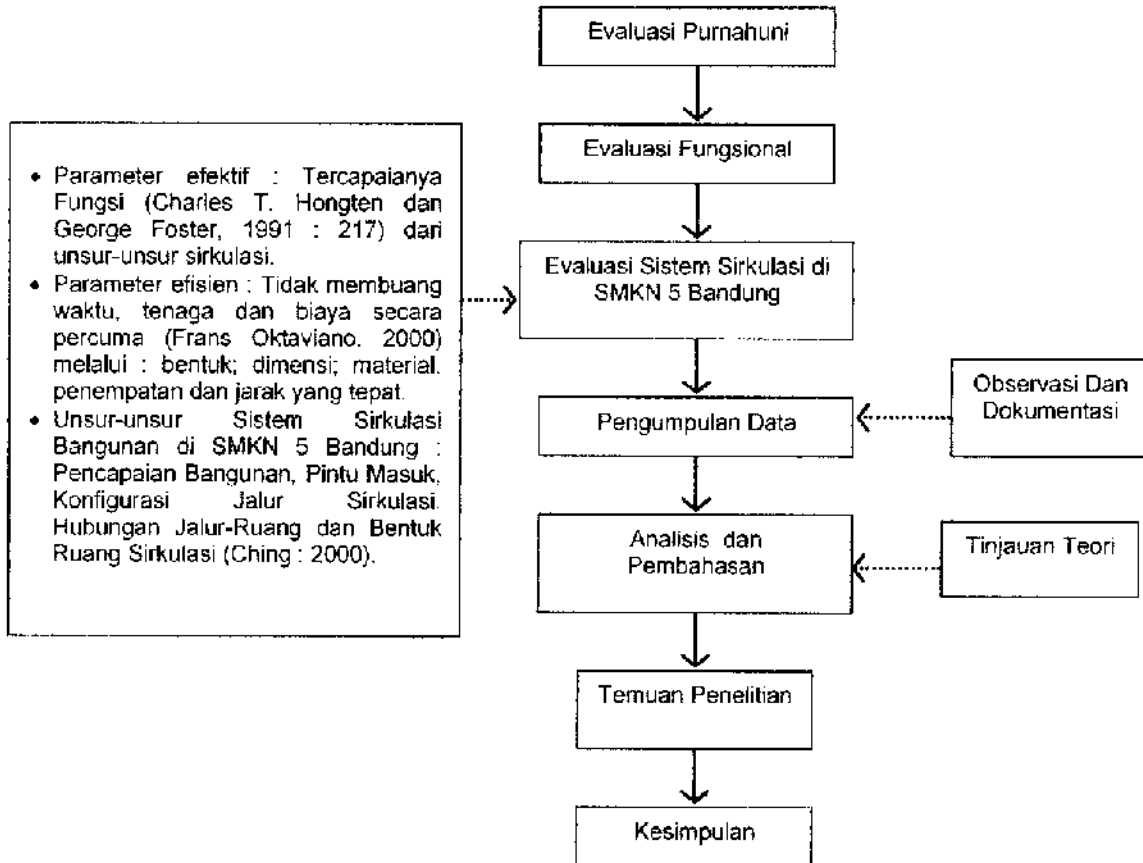 Evaluasi Purnahuni
Evaluasi Fungsional
• Parameter efektif : Tercapaianya
Fungsi (Charles T. Hongten dan
George Foster, 1991 : 217) dari
unsur-unsur sirkulasi.
• Parameter efisien : Tidak membuang
waktu, tenaga dan biaya secara
percuma (Frans Oktaviano. 2000)
melalui : bentuk; dimensi; material.
penempatan dan jarak yang tepat.
• Unsur-unsur Sistem Sirkulasi
Bangunan di SMKN 5 Bandung :
Pencapaian Bangunan, Pintu Masuk,
Konfigurasi Jalur Sirkulasi.
Hubungan Jalur-Ruang dan Bentuk
Ruang Sirkulasi (Ching : 2000).
Evaluasi Sistem Sirkulasi di
SMKN 5 Bandung
Pengumpulan Data
Observasi Dan
Dokumentasi
Analisis dan
Pembahasan
Tinjauan Teori
Temuan Penelitian
Kesimpulan